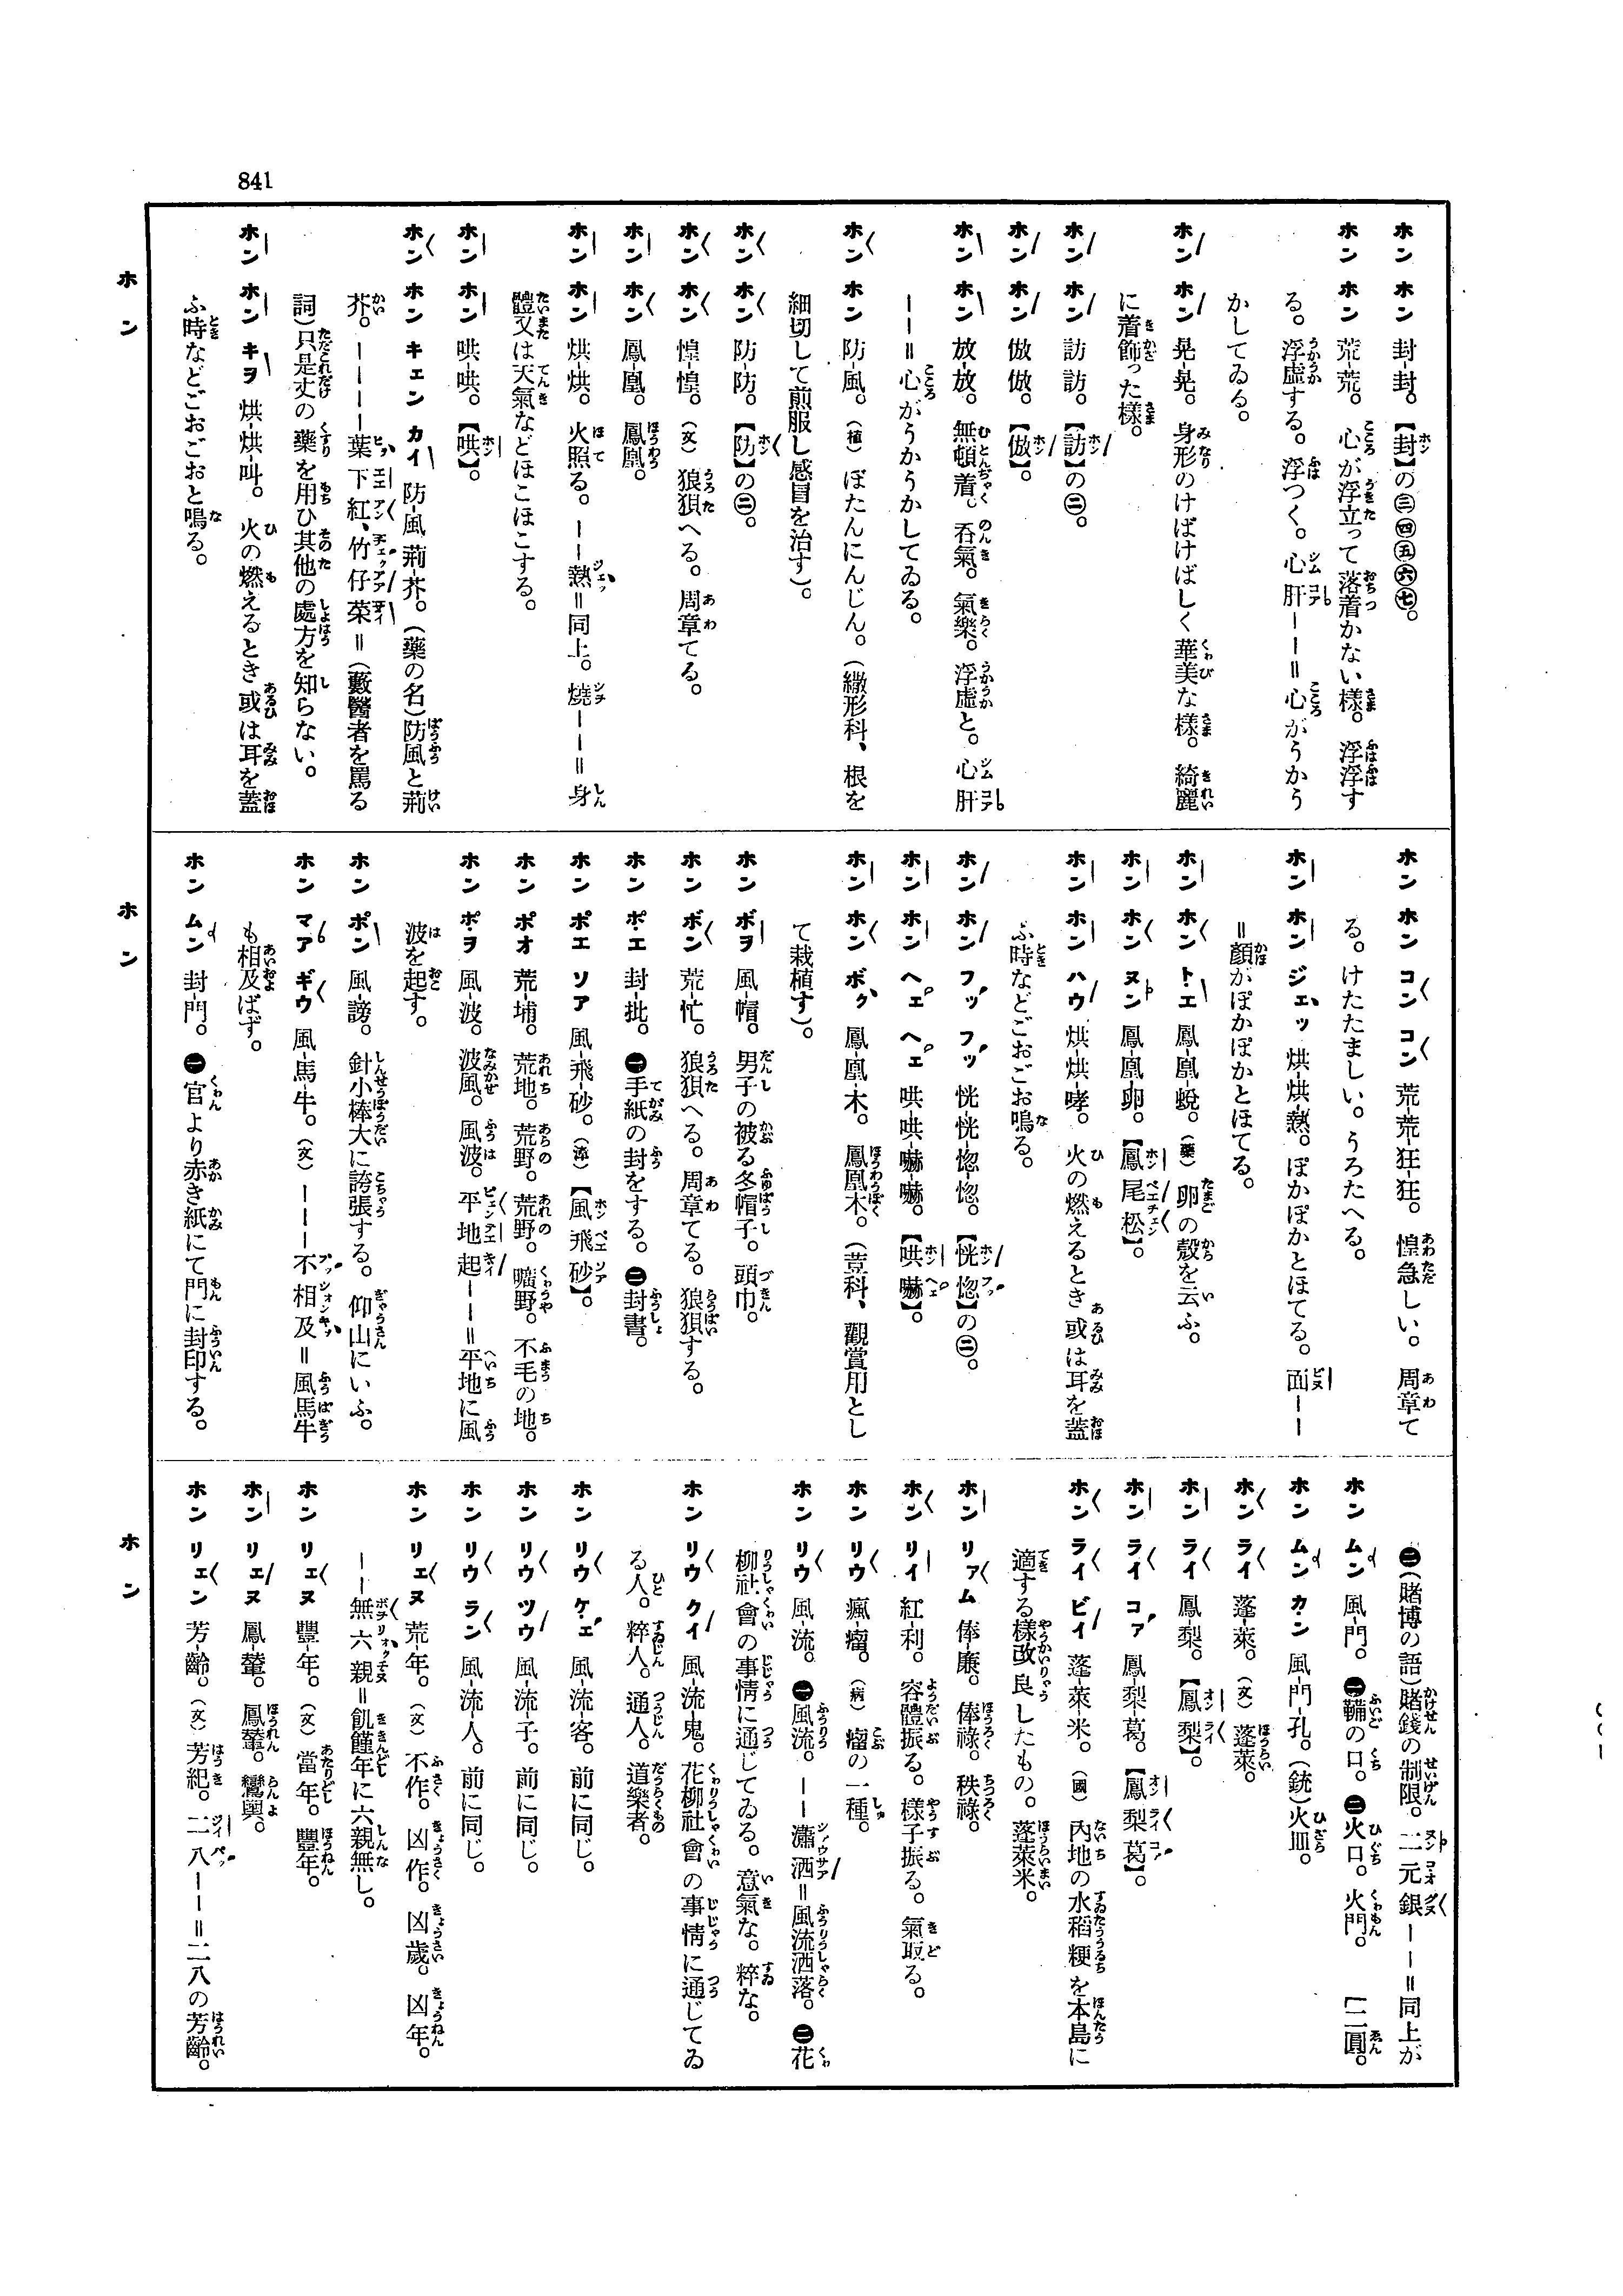 841
ホン ホン 封-封。【封】の㊂㊃㊄㊅㊆。
ホン ホン 荒-荒。心が浮立って落着かない樣。浮浮す
る。浮虛する。浮つく。心肝ーー＝心がうかう
かしてゐる。
ホン ホン 晃-晃。身形のけばけばしく華美な樣。綺麗
に着飾った樣。
ホン ホン 訪訪。【訪】の㊁。
ホン ホン 倣倣。【倣】。
ホン ホン 放-放。無頓着。呑氣。氣樂。浮虛と。心肝
ーー＝心がうかうかしてゐる。
ホン ホン 防-風。（植）ぼたんにんじん。（繖形科、根を
細切して煎服し感冒を治す）。
ホン ホン 防-防。【防】の㊁。
ホン ホン 惶-惶。（文）狼狽へる。周章てる。
ホン ホン 鳳-凰。鳳凰。
ホン ホン 烘-烘。火照る。ーー熱＝同上。燒ーー＝身
體又は天氣などほこほこする。
ホン ホン 哄-哄。【哄】。
ホン ホン キェン カイ 防-風荊-芥。（藥の名）防風と荊
芥。ーーーー葉下紅、竹仔菜＝（藪醫者を罵る
詞）只是丈の藥を用ひ其他の處方を知らない。
ホン ホン キヲ 烘-烘叫。火の燃えるとき或は耳を蓋
ふ時などごおごおと鳴る。
ホン ホン コン コン 荒-荒-狂-狂。惶急しい。周章て
る。けたたましい。うろたへる。
ホン ホン ジェッ 烘-烘-熱。ぽかぽかとほてる。面ーー
＝顏がぽかぽかとほてる。
ホン ホン ト・エ 鳳-凰-蛻。（藥）卵の殼を云ふ。
ホン ホン ヌン 鳳-凰卵。【鳳尾松】。
ホン ホン ハウ 烘-烘-哮。火の燃えるとき或は耳を蓋
ふ時などごおごお鳴る。
ホン ホン フッ フッ 恍-恍-惚-惚。【恍惚】の㊁。
ホン ホン ヘェ ヘェ 哄-哄-嚇-嚇。【哄嚇】。
ホン ホン ボク 鳳-凰-木。鳳凰木。（荳科、觀賞用とし
て栽植す）。
ホン ボヲ 風-帽。男子の被る冬帽子。頭巾。
ホン ボン 荒-忙。狼狽へる。周章てる。狼狽する。
ホン ポ・エ 封-批。㊀手紙の封をする。㊁封書。
ホン ポエ ソア 風-飛-砂。【風飛砂】。
ホン ポオ 荒-埔。荒地。荒野。荒野。曠野。不毛の地。
ホン ポ・ヲ 風-波。波風。風波。平地起ーー＝平地に風
波を起す。
ホン ポン 風-謗。針小棒大に誇張する。仰山にいふ。
ホン マア ギウ 風-馬-牛。（文）ーーー不相及＝風馬牛
も相及ばず。
ホン ムン 封-門。㊀官より赤き紙にて門に封印する。
㊁（賭博の語）賭錢の制限。二元銀ーー＝同上が
ホン ムン 風-門。㊀鞴の口。㊁火口。火門。［二圓。
ホン ムン カン 風-門-孔。（銃）火皿。
ホン ライ 蓬-萊。（文）蓬萊。
ホン ライ 鳳-梨。【鳳梨】。
ホン ライ コァ 鳳梨-葛。【鳳梨葛】。
ホン ライ ビイ 蓬-萊-米。（國）內地の水稻粳を本島に
適する樣改良したもの。蓬萊米。
ホン リァム 俸-廉。俸祿。秩祿。
ホン リイ 紅-利。容體振る。樣子振る。氣取る。
ホン リウ 瘋-瘤。（病）瘤の一種。
ホン リウ 風-流。㊀風流。ーー瀟洒＝風流洒落。㊁花
柳社會の事情に通じてゐる。意氣な。粹な。
ホン リウ クイ 風-流-鬼。花柳社會の事情に通じてゐ
る人。粹人。通人。道樂者。
ホン リウ ケ・ェ 風-流-客。前に同じ。
ホン リウ ツウ 風-流-子。前に同じ。
ホン リウ ラン 風-流-人。前に同じ。
ホン リェヌ 荒-年。（文）不作。凶作。凶歲。凶年。
ーー無六親＝飢饉年に六親無し。
ホン リェヌ 豐-年。（文）當年。豐年。
ホン リェヌ 鳳-輦。鳳輦。鸞輿。
ホン リェン 芳-齡。（文）芳紀。二八ーー＝二八の芳齡。
ホン
ホン
ホン